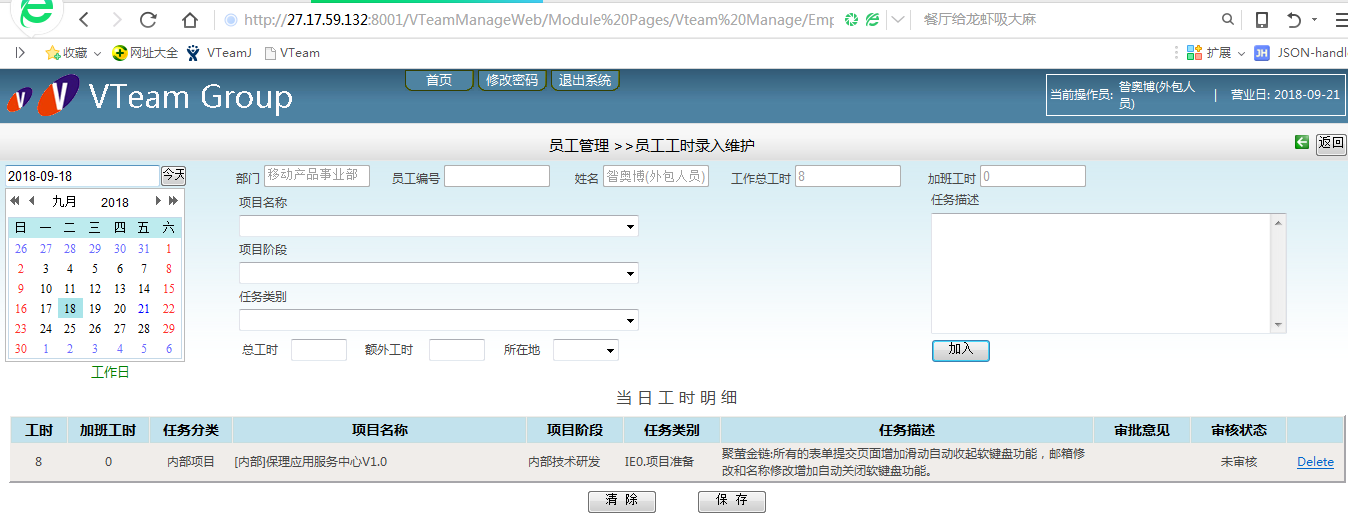 http://27.17.59.132:8001/VTeamManageWeb/Module%20Pages/Vteam%20Manage/Emp
餐厅给龙虾吸大麻
收藏
网址大全
VTeamJ
VTeam
扩展
JH
JSON-handl
VTeam Group
首页
修改密码
退出系统
当前操作员:
昝奥博(外包人
员)
|
营业日: 2018-09-21
员工管理 >>员工工时录入维护
返回
2018-09-18
今天
部门
移动产品事业部
员工编号
姓名
昝奥博(外包人员)
工作总工时
8
加班工时
0
九月 2018
日 一 二 三 四 五 六
26 27 28 29 30 31 1
2 3 4 5 6 7 8
9 10 11 12 13 14 15
16 17 18 19 20 21 22
23 24 25 26 27 28 29
30 1 2 3 4 5 6
工作日
项目名称
项目阶段
任务类别
总工时
额外工时
所在地
任务描述
加入
当日工时明细
工时 加班工时 任务分类 项目名称 项目阶段 任务类别 任务描述 审批意见 审核状态
8 0 内部项目 [内部]保理应用服务中心V1.0 内部技术研发 IE0.项目准备
聚萤金链:所有的表单提交页面增加滑动自动收起软键盘功能，邮箱修
改和名称修改增加自动关闭软键盘功能。
未审核 Delete
清 除
保 存